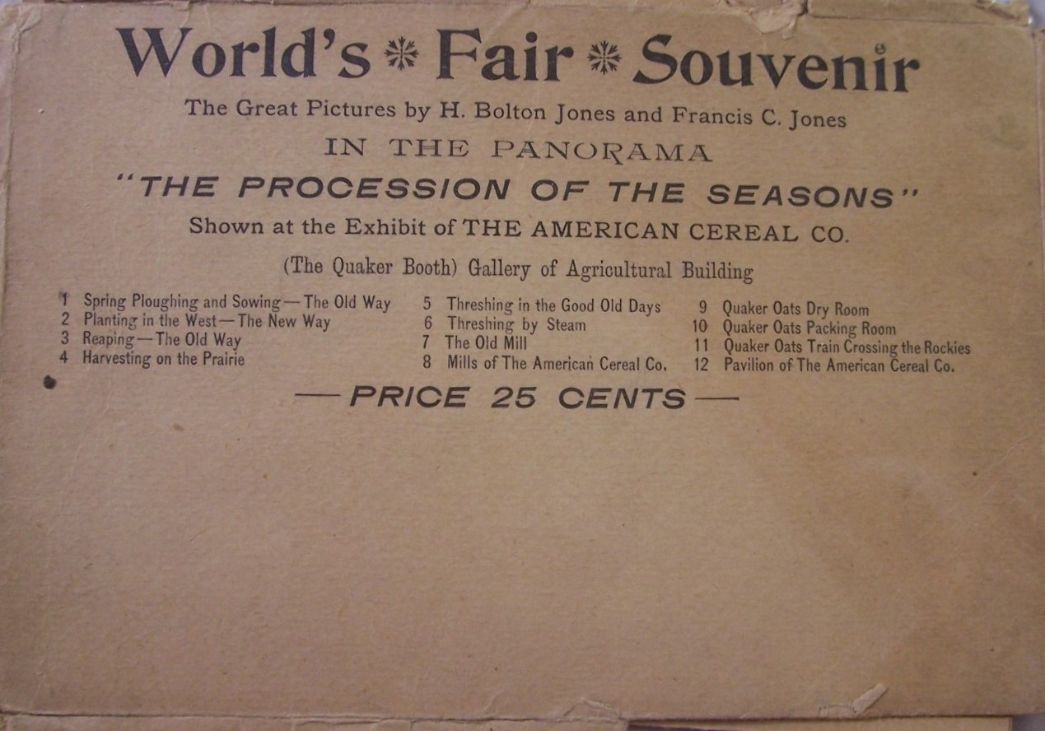 World's ❋ Fair ❋ Souvenir
The Great Pictures by H. Bolton Jones and Francis C. Jones
IN THE PANORAMA
"THE PROCESSION OF THE SEASONS"
Shown at the Exhibit of THE AMERICAN CEREAL CO.
(The Quaker Booth) Gallery of Agricultural Building
1 Spring Ploughing and Sowing—The Old Way
2 Planting in the West—The New Way
3 Reaping—The Old Way
4 Harvesting on the Prairie
5 Threshing in the Good Old Days
6 Threshing by Steam
7 The Old Mill
8 Mills of The American Cereal Co.
9 Quaker Oats Dry Room
10 Quaker Oats Packing Room
11 Quaker Oats Train Crossing the Rockies
12 Pavilion of The American Cereal Co.
—PRICE 25 CENTS—